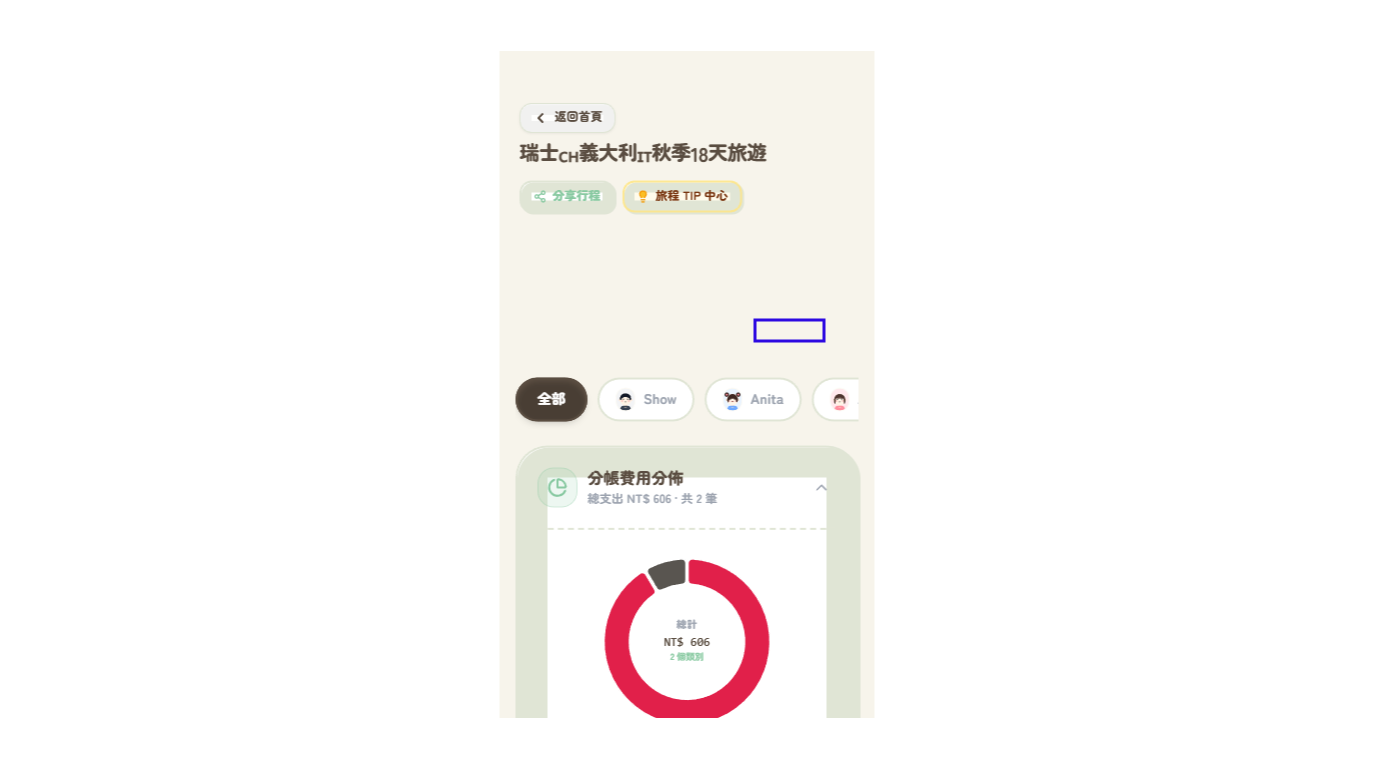 返回首頁
瑞士CH義大利IT秋季18天旅遊
分享行程
旅程 TIP 中心
全部
Show
Anita
分帳費用分佈
總支出 NT$ 606 · 共 2 筆
總計
NT$ 606
2 個類別